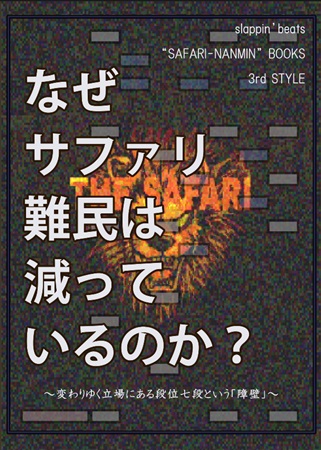 slappin'beats
"SAFARI-NANMIN" BOOKS
3rd STYLE
なぜ
サファリ
難民は
減って
いるのか？
THE SAFARI
～変わりゆく立場にある段位七段という「障壁」～